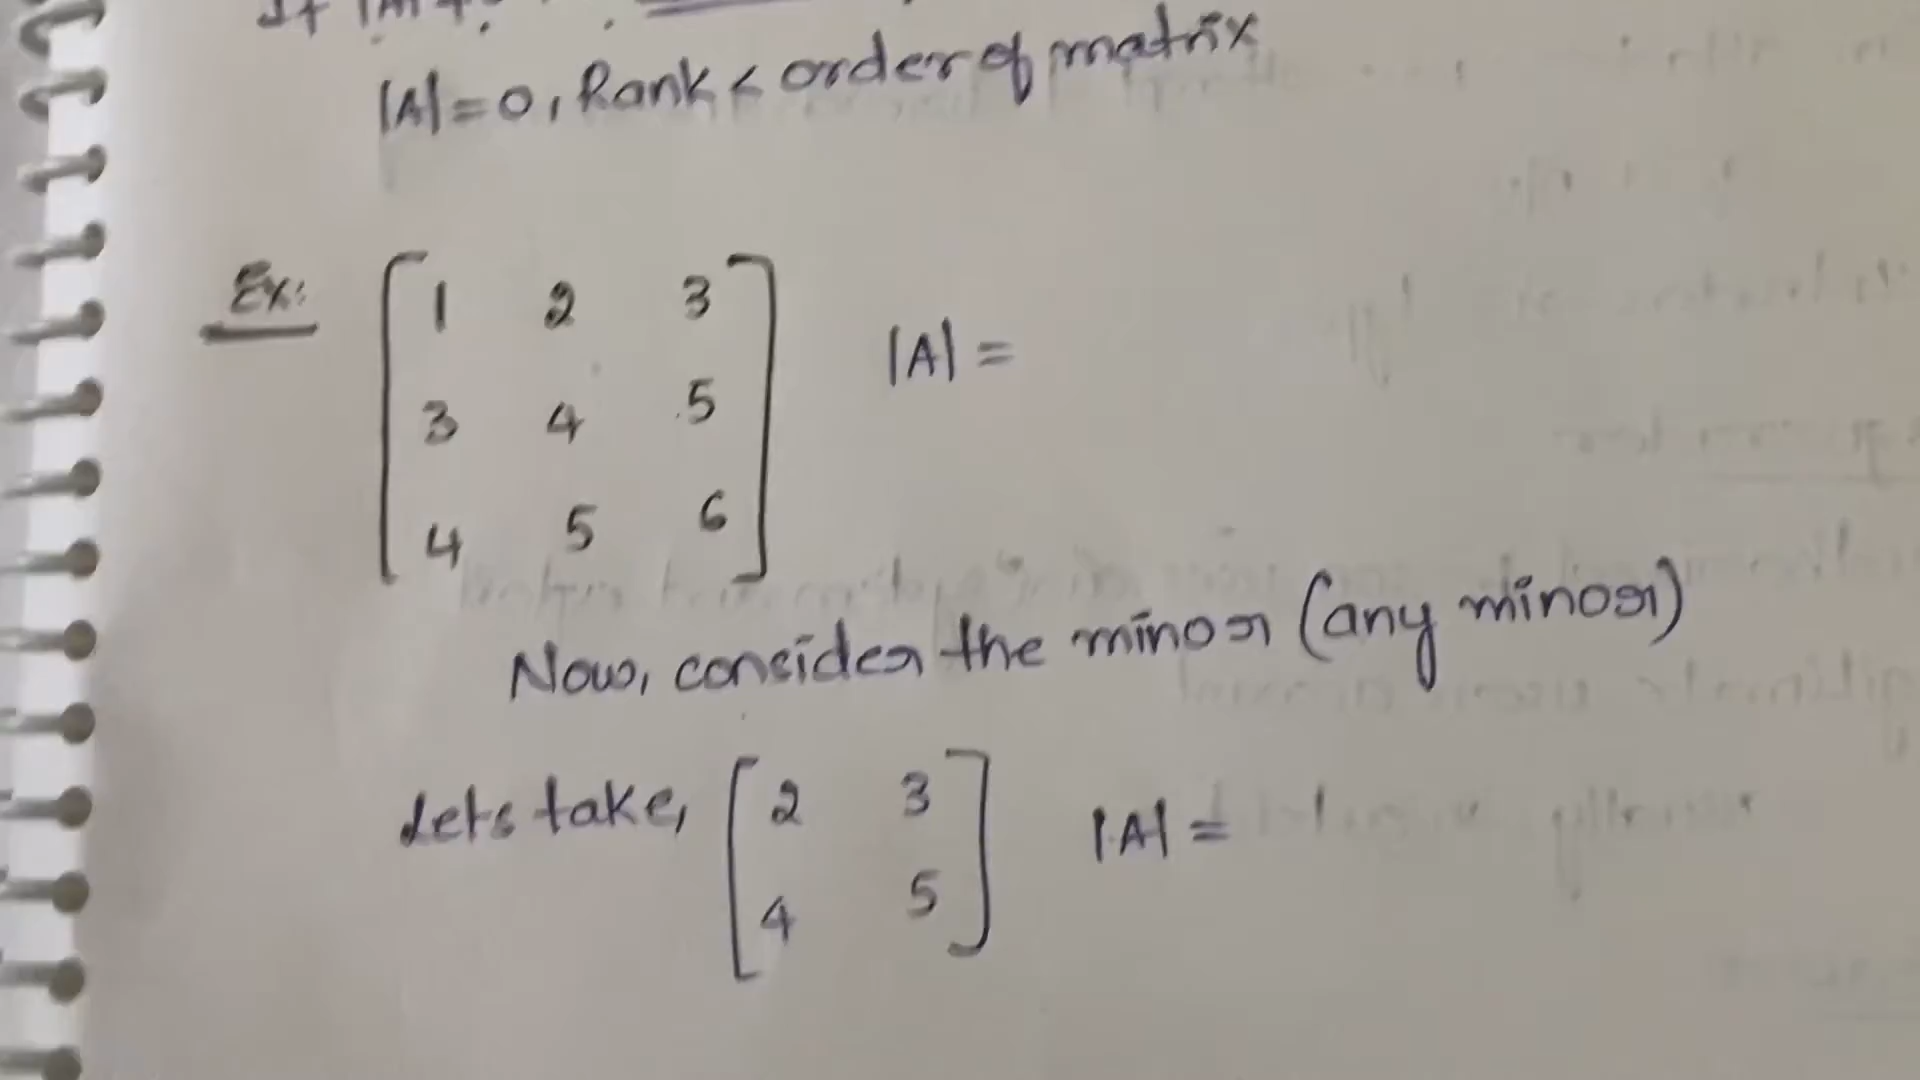 If |A| ≠
|A| = 0, Rank < order of matrix
Ex: [1 2 3
3 4 5
4 5 6] |A| =
Now, consider the minor (any minor)
Lets take, [2 3
4 5] |A| =